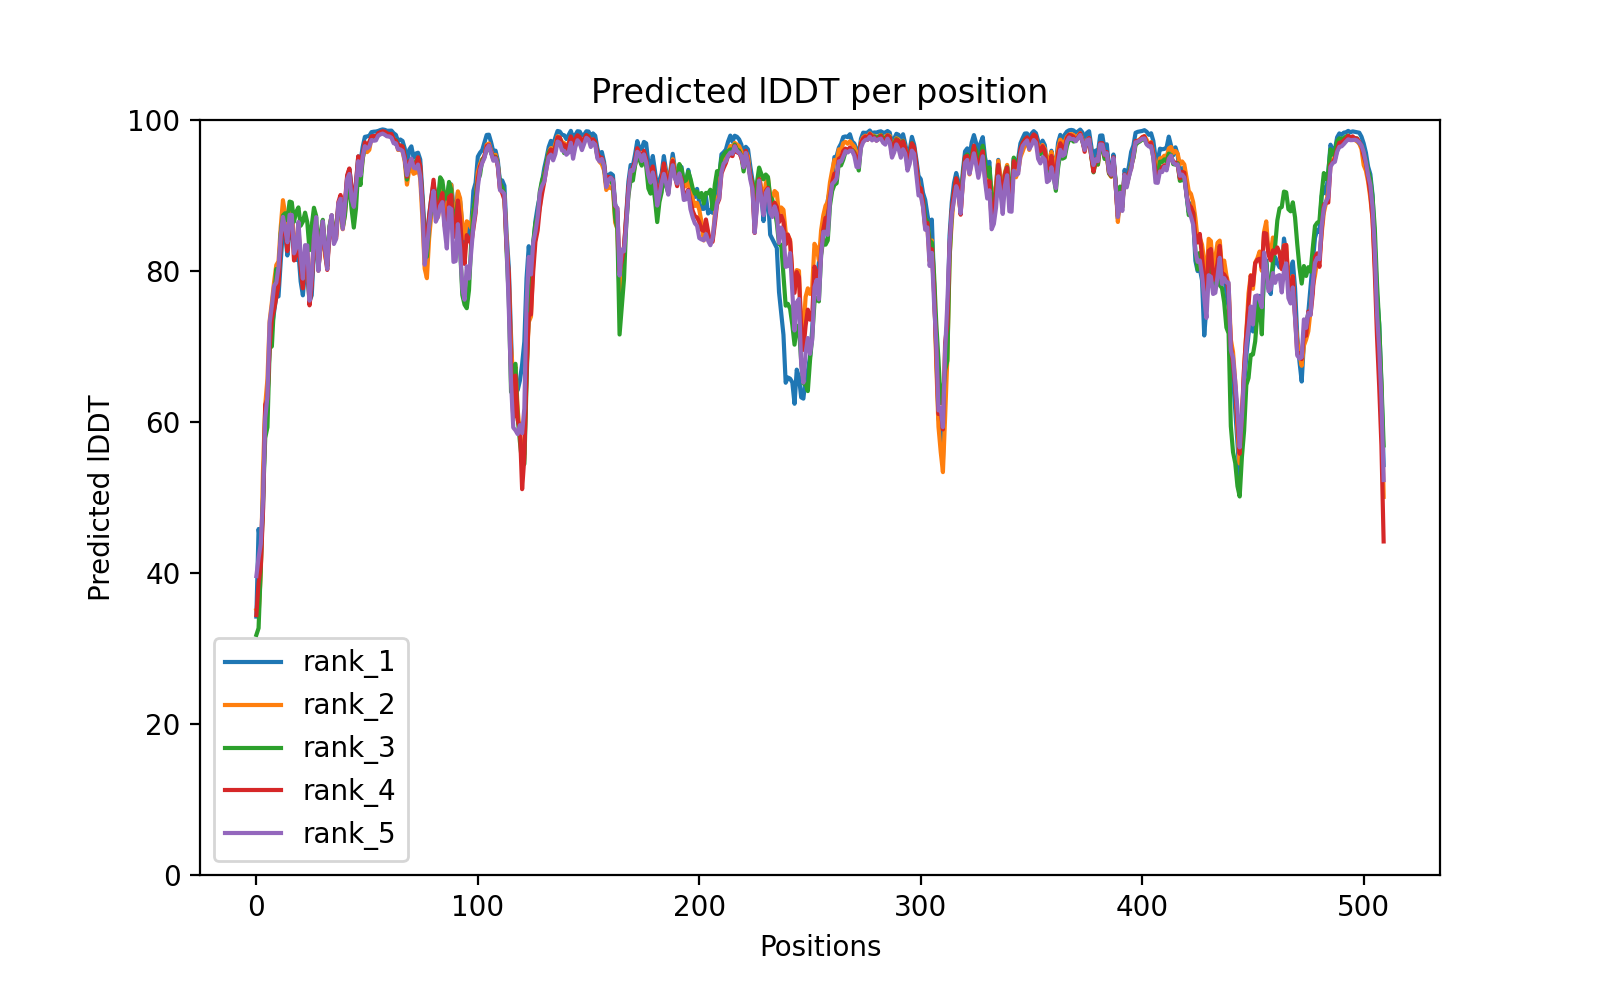 Predicted lDDT per position
100
80
60
40
20
0
Predicted lDDT
rank_1
rank_2
rank_3
rank_4
rank_5
0 100 200 300 400 500
Positions